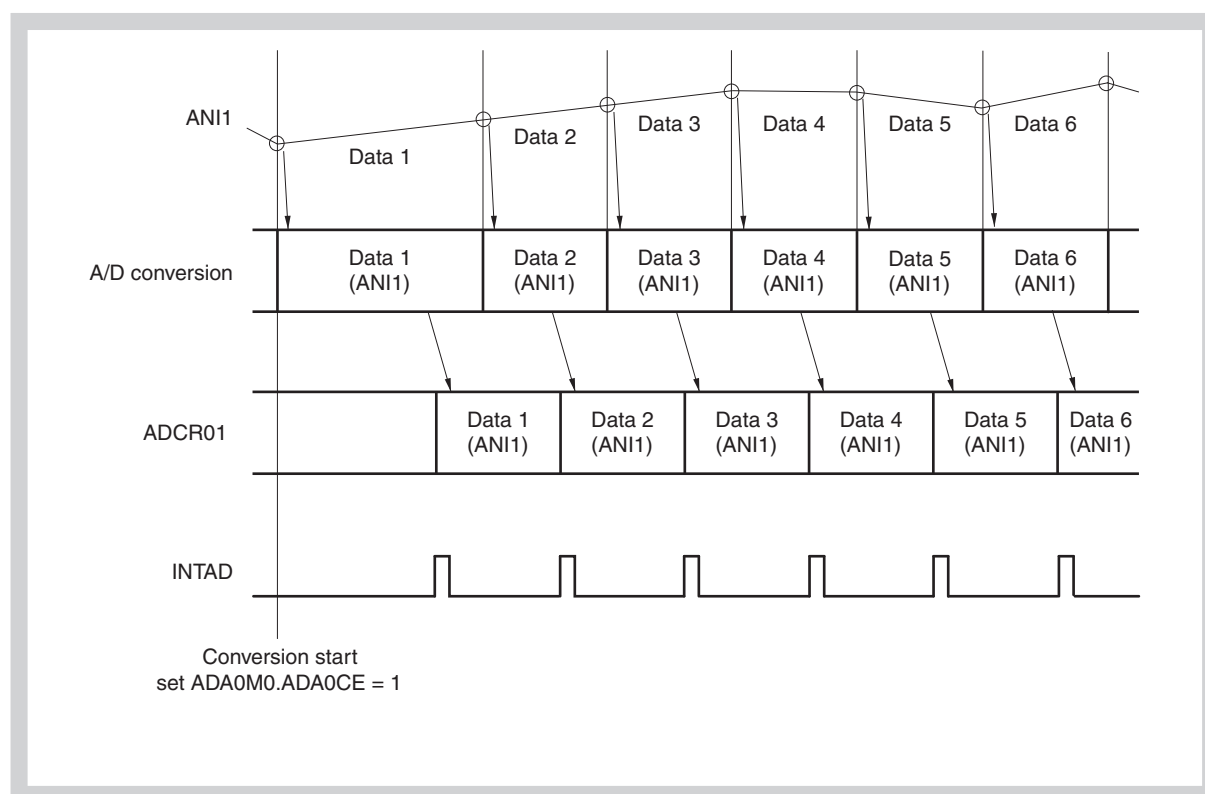 ANI1
Data 1
Data 2
Data 3
Data 4
Data 5
Data 6
A/D conversion
Data 1
(ANI1)
Data 2
(ANI1)
Data 3
(ANI1)
Data 4
(ANI1)
Data 5
(ANI1)
Data 6
(ANI1)
ADCR01
Data 1
(ANI1)
Data 2
(ANI1)
Data 3
(ANI1)
Data 4
(ANI1)
Data 5
(ANI1)
Data 6
(ANI1)
INTAD
Conversion start
set ADA0M0.ADA0CE = 1